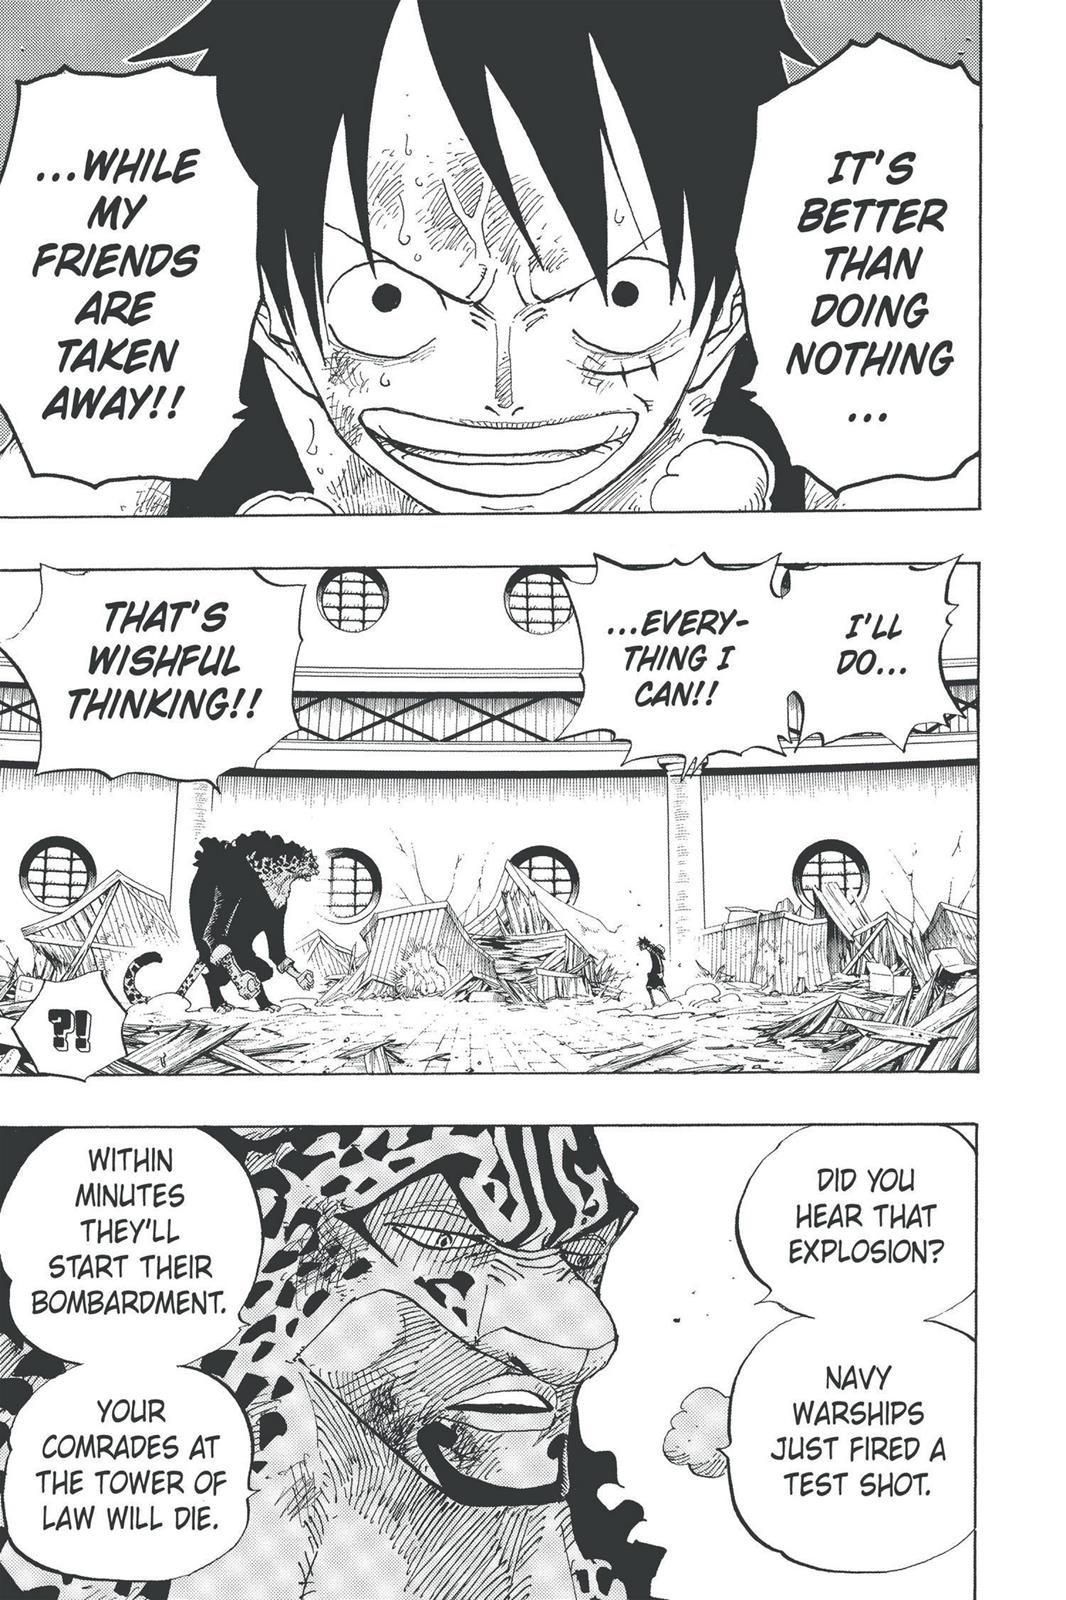 IT'S
BETTER
THAN
DOING
NOTHING
...
...WHILE
MY
FRIENDS
ARE
TAKEN
AWAY!!
I'LL
DO...
...EVERY-
THING I
CAN!!
THAT'S
WISHFUL
THINKING!!
?!
DID YOU
HEAR THAT
EXPLOSION?
NAVY
WARSHIPS
JUST FIRED A
TEST SHOT.
WITHIN
MINUTES
THEY'LL
START THEIR
BOMBARDMENT.
YOUR
COMRADES AT
THE TOWER OF
LAW WILL DIE.